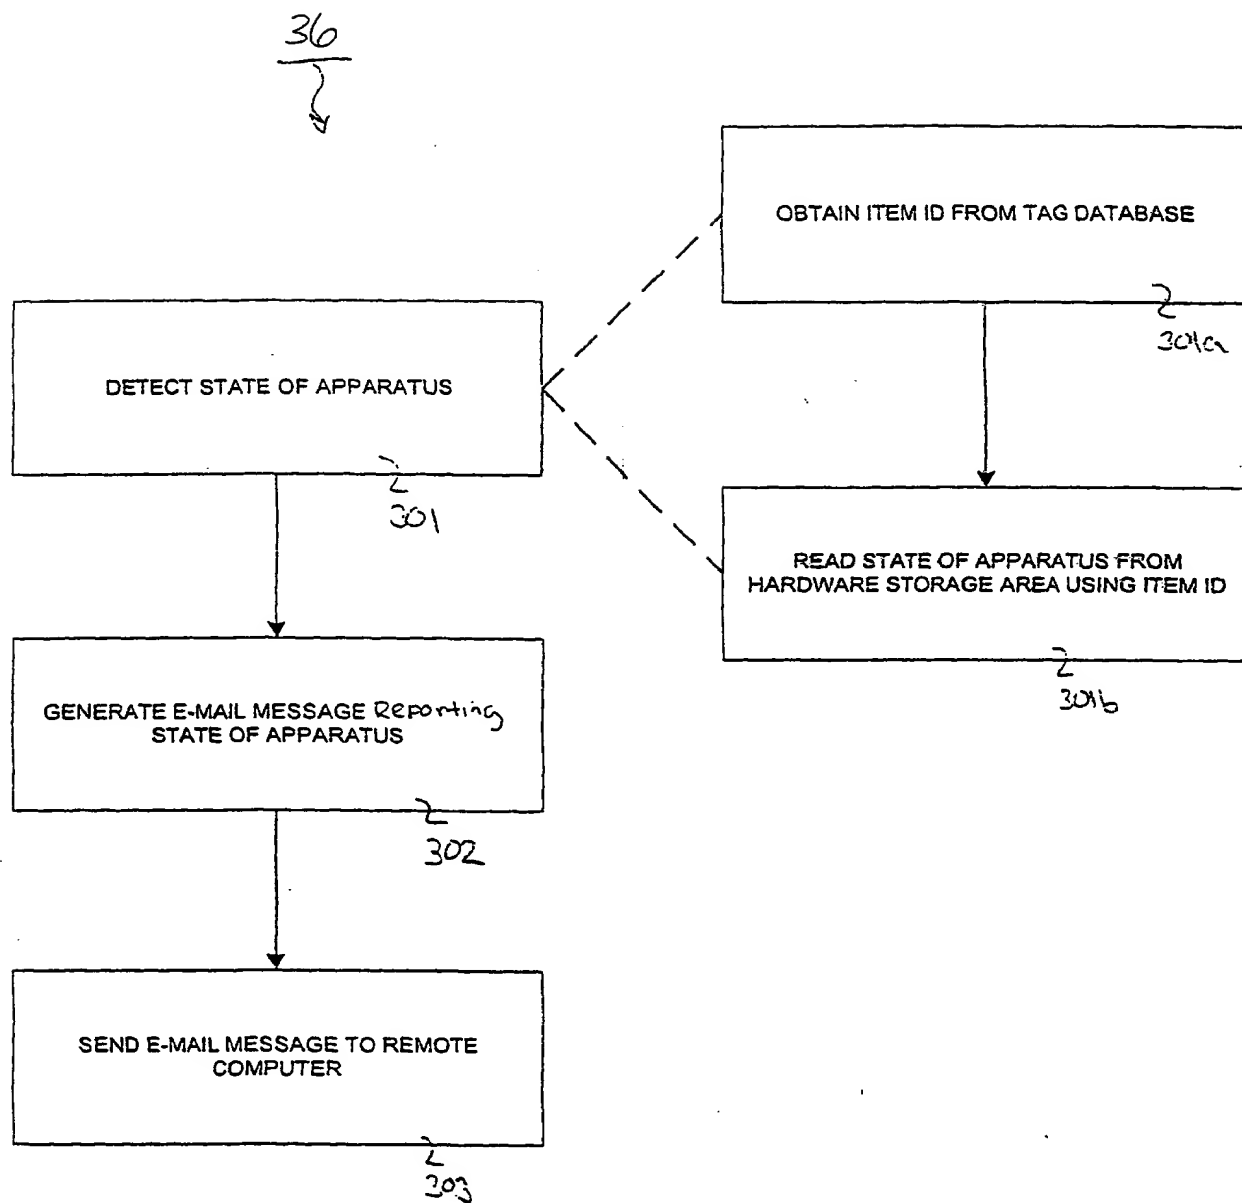 36
OBTAIN ITEM ID FROM TAG DATABASE
301a
DETECT STATE OF APPARATUS
301
READ STATE OF APPARATUS FROM
HARDWARE STORAGE AREA USING ITEM ID
301b
GENERATE E-MAIL MESSAGE Reporting
STATE OF APPARATUS
302
SEND E-MAIL MESSAGE TO REMOTE
COMPUTER
303